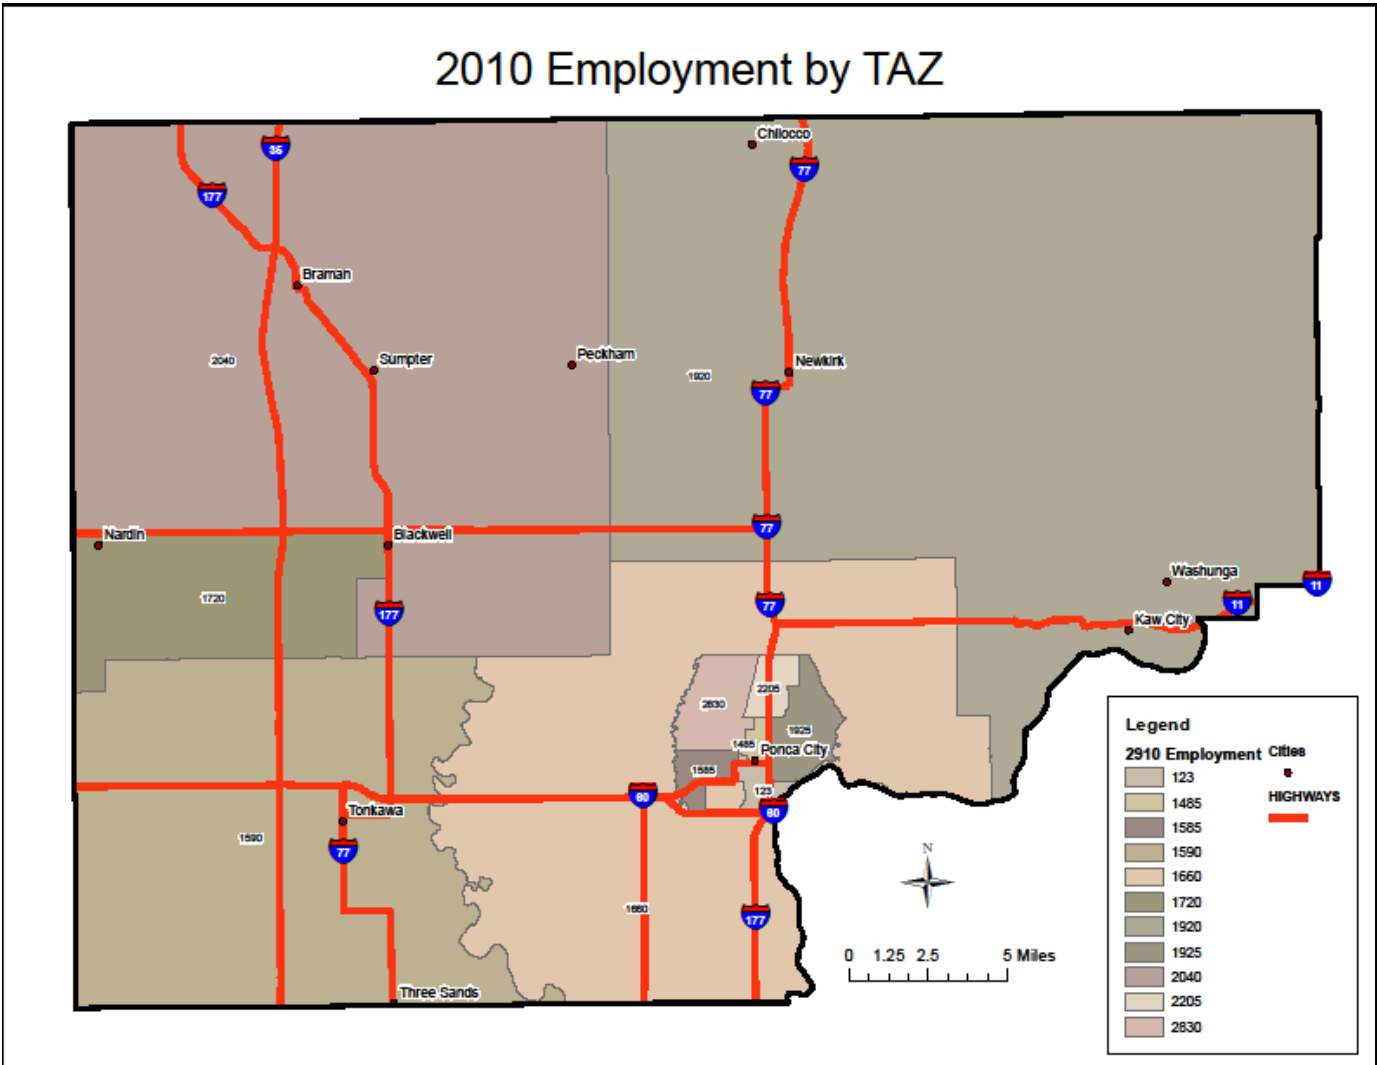 2010 Employment by TAZ
Chilocco
35
77
177
Bramah
Peckham
Sumpter
2040
Newkirk
1920
77
77
Nardin
Blackwell
Washunga
11
1720
77
11
177
Kaw City
2205
2830
1925
1485
Ponca City
1585
123
60
60
Tonkawa
1590
77
1660
177
Three Sands
N
0 1.25 2.5 5 Miles
Legend
2910 Employment
Cities
123
HIGHWAYS
1485
1585
1590
1660
1720
1920
1925
2040
2205
2830